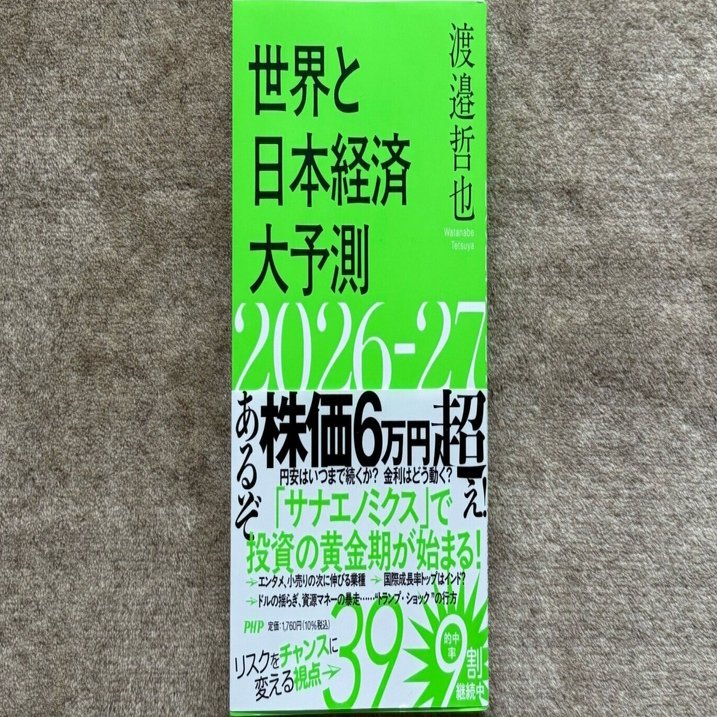 世界と
日本経済
大予測
2026-27
渡邉哲也
Watanabe
Tetsuya
株価6万円超え!
あるぞ
円安はいつまで続くか? 金利はどう動く?
「サナエノミクス」で
投資の黄金期が始まる!
→エンタメ、小売りの次に伸びる業種 →国際成長率トップはインド?
→ドルの揺らぎ、資源マネーの暴走……“トランプ・ショック”の行方
PHP 定価:1,760円(10%税込)
リスクをチャンスに
変える視点→39
的中率
9割
継続中